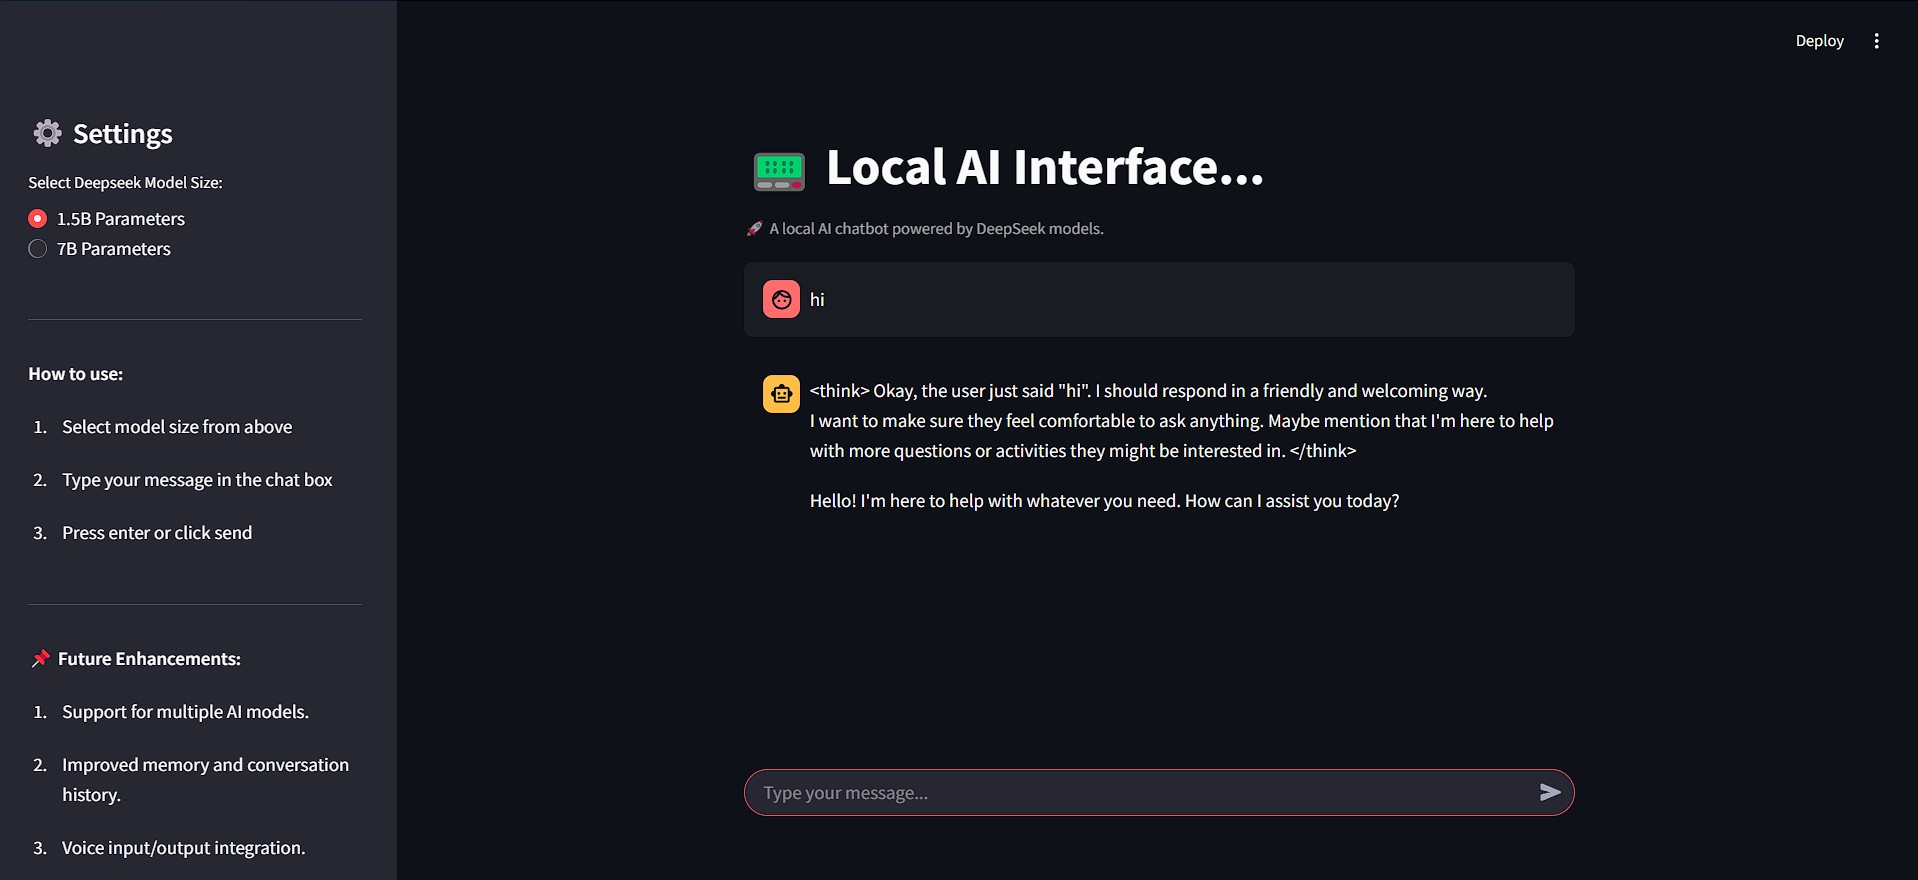 Deploy
Settings
Select Deepseek Model Size:
1.5B Parameters
7B Parameters
How to use:
1. Select model size from above
2. Type your message in the chat box
3. Press enter or click send
Future Enhancements:
1. Support for multiple AI models.
2. Improved memory and conversation
history.
3. Voice input/output integration.
Local AI Interface...
A local AI chatbot powered by DeepSeek models.
hi
<think> Okay, the user just said "hi". I should respond in a friendly and welcoming way.
I want to make sure they feel comfortable to ask anything. Maybe mention that I'm here to help
with more questions or activities they might be interested in. </think>
Hello! I'm here to help with whatever you need. How can I assist you today?
Type your message...